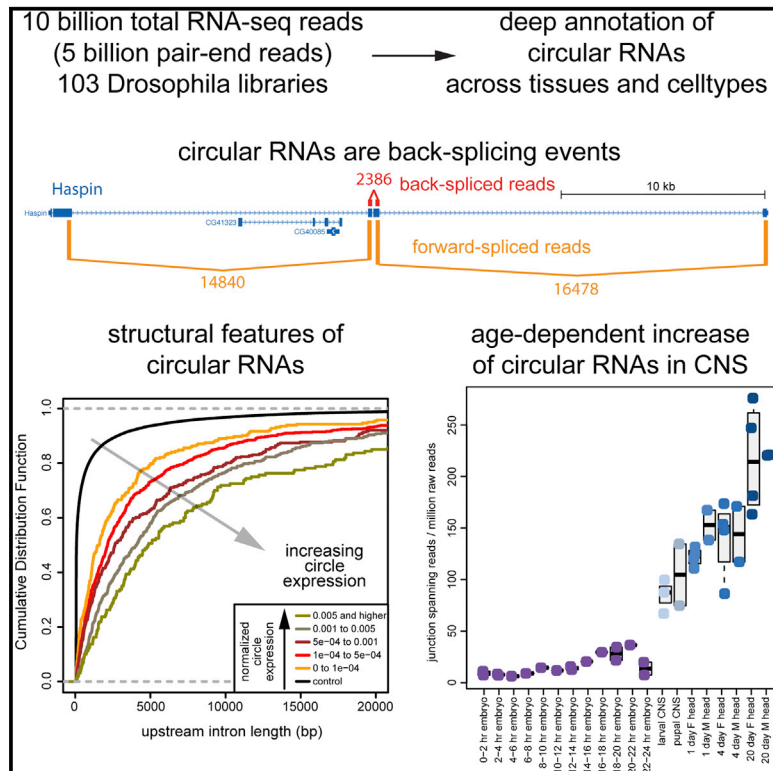 10 billion total RNA-seq reads
(5 billion pair-end reads)
103 Drosophila libraries
deep annotation of
circular RNAs
across tissues and celltypes
circular RNAs are back-splicing events
Haspin
2386
back-spliced reads
10 kb
Haspin
CG41323
CG40085
forward-spliced reads
14840
16478
structural features of
circular RNAs
Cumulative Distribution Function
1.0
0.8
0.6
0.4
0.2
0.0
increasing
circle
expression
normalized
circle
expression
0.005 and higher
0.001 to 0.005
5e−04 to 0.001
1e−04 to 5e−04
0 to 1e−04
control
0
5000
10000
15000
20000
upstream intron length (bp)
age-dependent increase
of circular RNAs in CNS
junction spanning reads / million raw reads
250
200
150
100
50
0
0−2 hr embryo
2−4 hr embryo
4−6 hr embryo
6−8 hr embryo
8−10 hr embryo
10−12 hr embryo
12−14 hr embryo
14−16 hr embryo
16−18 hr embryo
18−20 hr embryo
20−22 hr embryo
22−24 hr embryo
larval CNS
pupal CNS
1 day F head
1 day M head
4 day F head
4 day M head
20 day F head
20 day M head